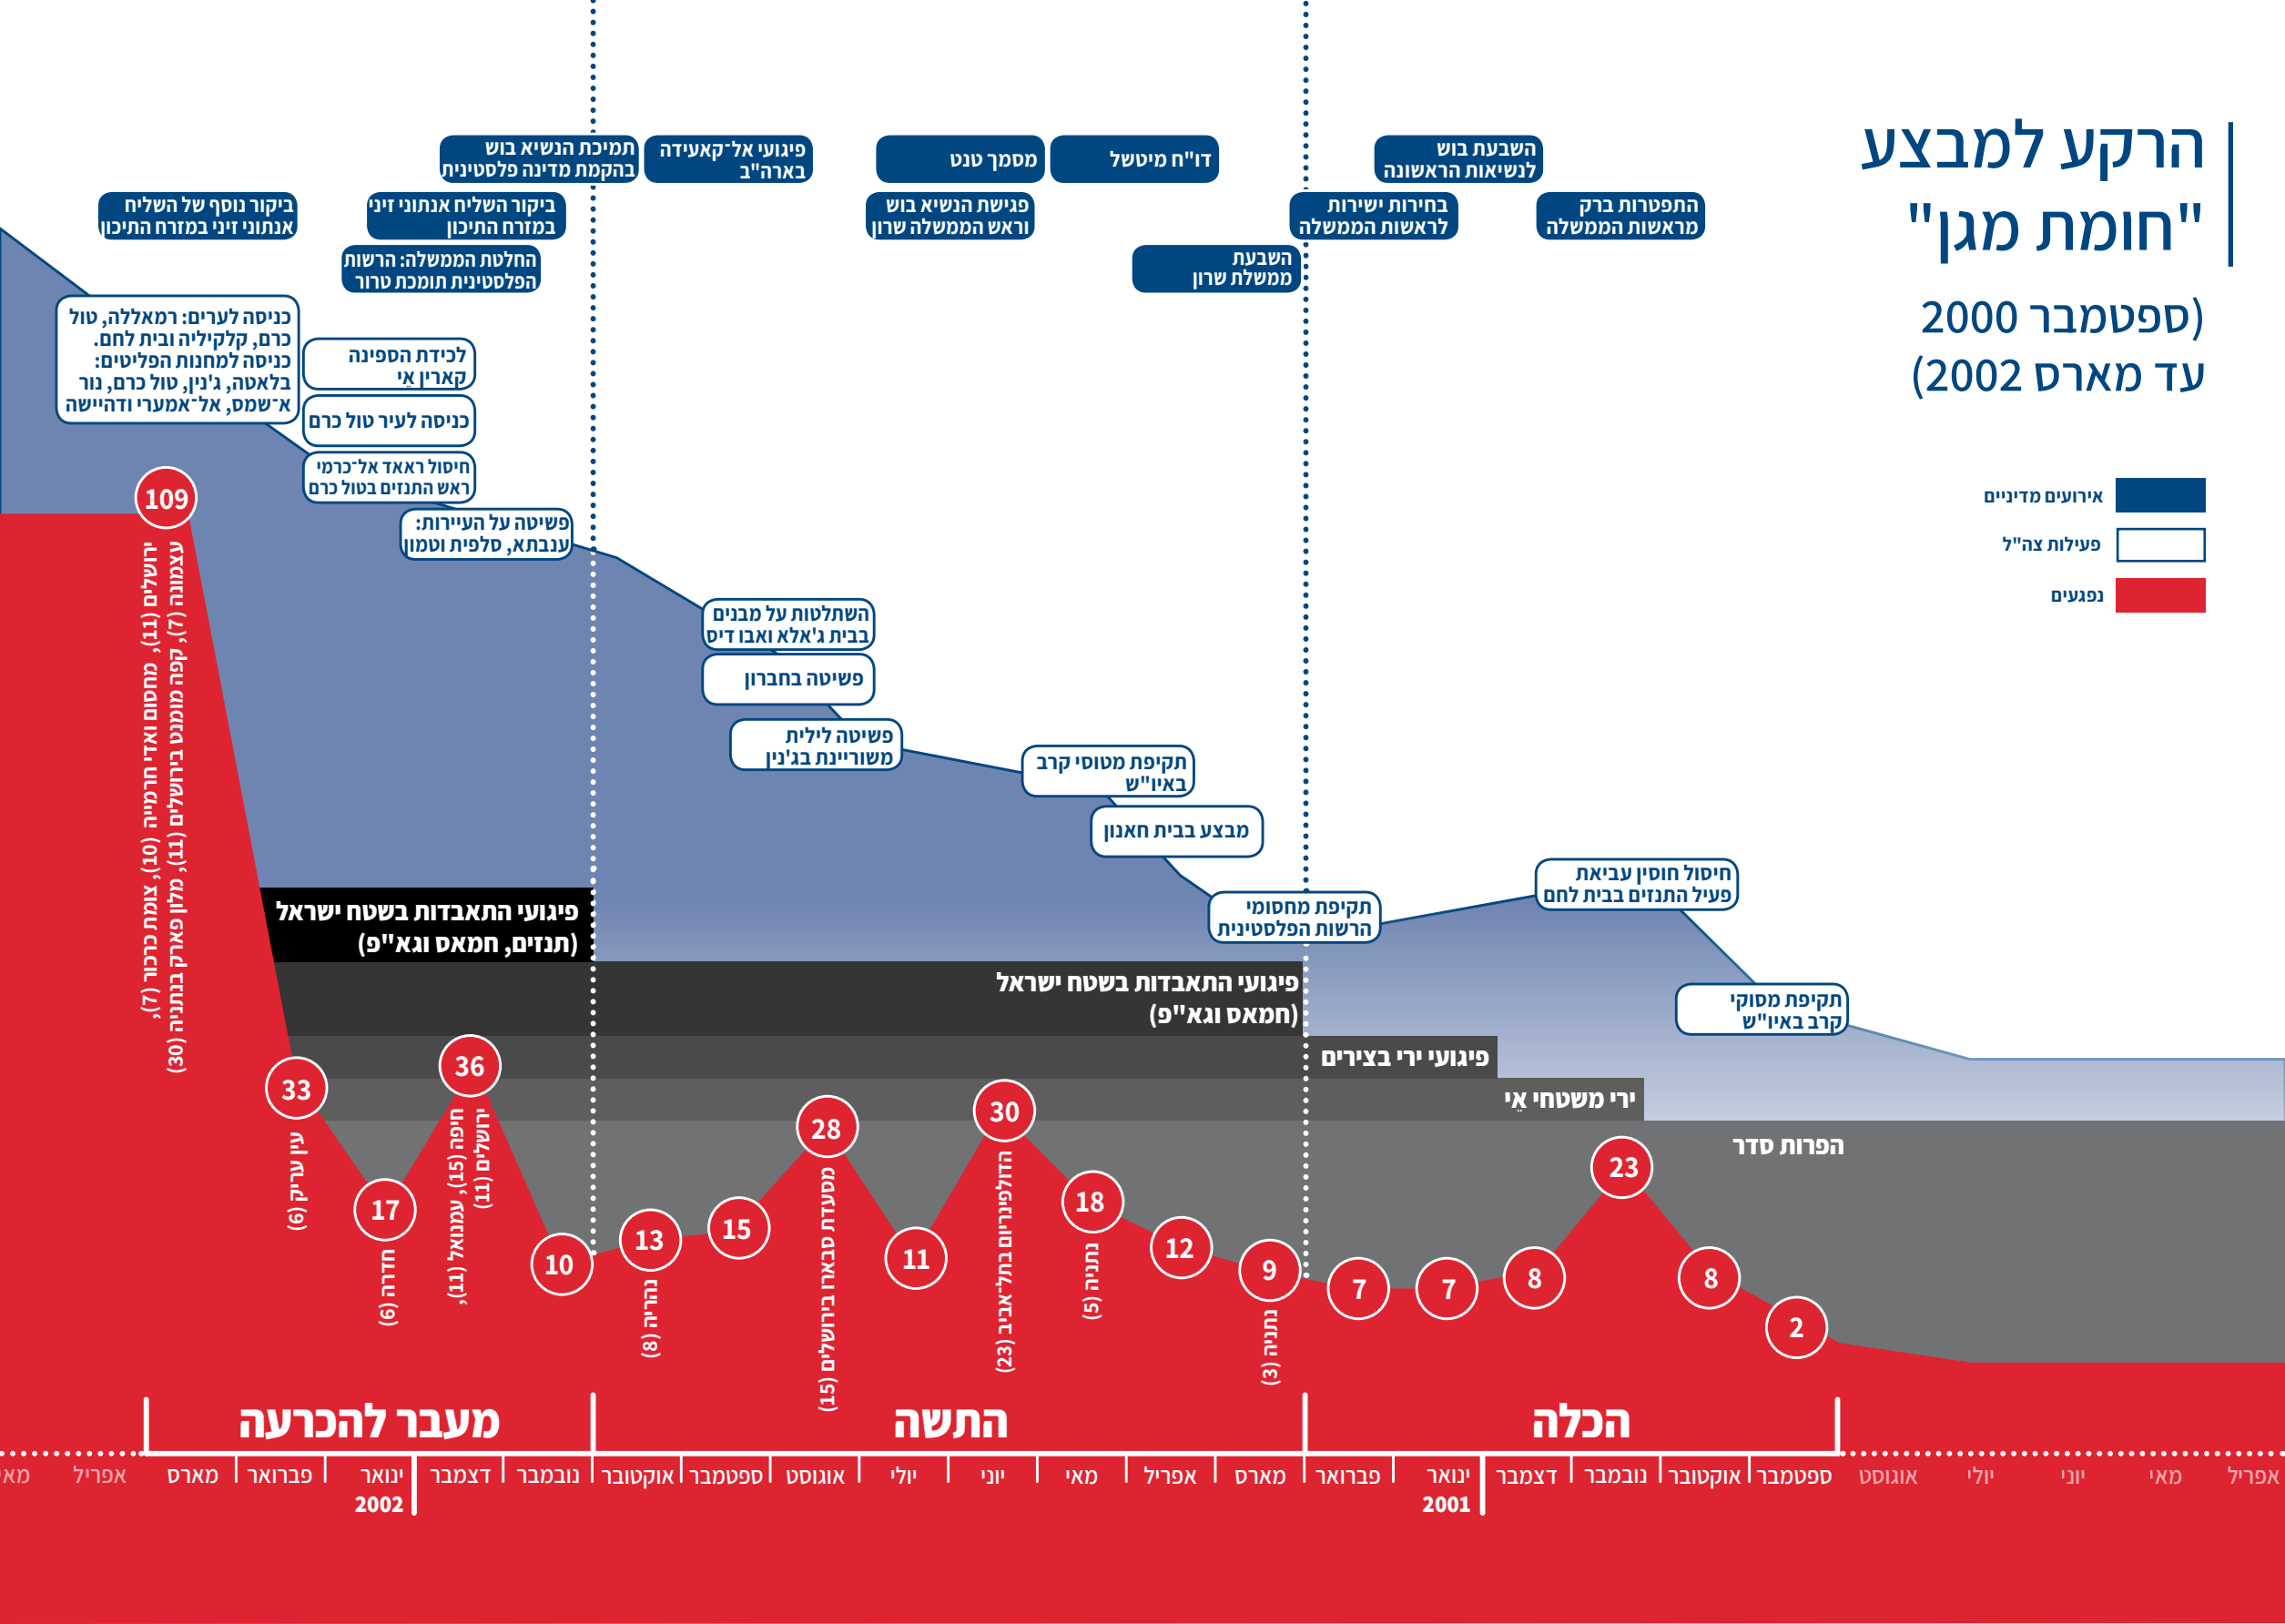 הרקע למבצע
"חומת מגן"
(ספטמבר 2000
עד מארס 2002)
אירועים מדיניים
פעילות צה"ל
נפגעים
השבעת בוש
לנשיאות הראשונה
דו"ח מיטשל
מסמך טנט
פיגועי אל־קאעידה
בארה"ב
תמיכת הנשיא בוש
בהקמת מדינה פלסטינית
התפטרות ברק
מראשות הממשלה
בחירות ישירות
לראשות הממשלה
פגישת הנשיא בוש
וראש הממשלה שרון
ביקור השליח אנתוני זיני
במזרח התיכון
ביקור נוסף של השליח
אנתוני זיני במזרח התיכון
השבעת
ממשלת שרון
החלטת הממשלה: הרשות
הפלסטינית תומכת טרור
תקיפת מסוקי
קרב באיו"ש
חיסול חוסין עביאת
פעיל התנזים בבית לחם
תקיפת מחסומי
הרשות הפלסטינית
מבצע בבית חאנון
תקיפת מטוסי קרב
באיו"ש
פשיטה לילית
משוריינת בג'נין
פשיטה בחברון
השתלטות על מבנים
בבית ג'אלא ואבו דיס
פשיטה על העיירות:
ענבתא, סלפית וטמון
חיסול ראאד אל־כרמי
ראש התנזים בטול כרם
כניסה לעיר טול כרם
לכידת הספינה
קארין אֵי
כניסה לערים: רמאללה, טול
כרם, קלקיליה ובית לחם.
כניסה למחנות הפליטים:
בלאטה, ג'נין, טול כרם, נור
א־שמס, אל־אמערי ודהיישה
הפרות סדר
ירי משטחי אֵי
פיגועי ירי בצירים
פיגועי התאבדות בשטח ישראל
(חמאס וגא"פ)
פיגועי התאבדות בשטח ישראל
(תנזים, חמאס וגא"פ)
2
8
23
8
7
7
9
נתניה (3)
12
18
נתניה (5)
30
הדולפינריום בתל־אביב (23)
11
28
מסעדת סבארו בירושלים (15)
15
13
נהריה (8)
10
36
חיפה (15), עמנואל (11),
ירושלים (11)
17
חדרה (6)
33
עין עריק (6)
109
ירושלים (11), מחסום ואדי חרמייה (10), צומת כרכור (7),
עצמונה (7), קפה מומנט בירושלים (11), מלון פארק בנתניה (30)
הכלה
התשה
מעבר להכרעה
אפריל
מאי
יוני
יולי
אוגוסט
ספטמבר
אוקטובר
נובמבר
דצמבר
ינואר
2001
פברואר
מארס
אפריל
מאי
יוני
יולי
אוגוסט
ספטמבר
אוקטובר
נובמבר
דצמבר
ינואר
2002
פברואר
מארס
אפריל
מאי